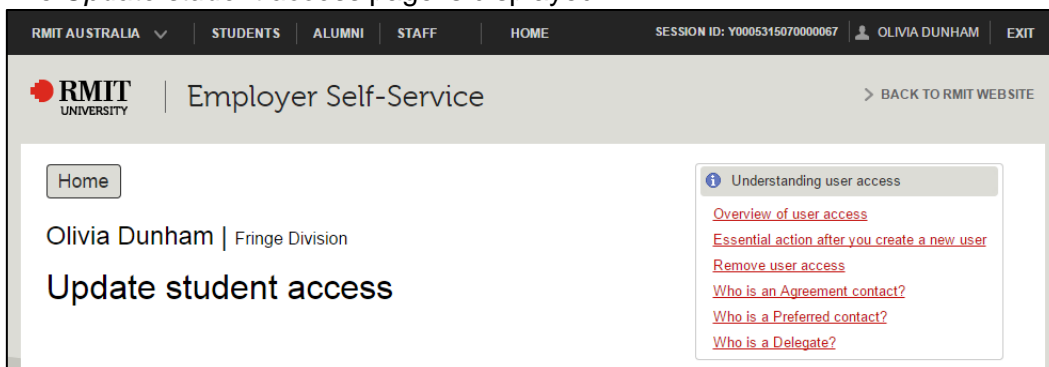 RMIT AUSTRALIA STUDENTS ALUMNI STAFF HOME SESSION ID: Y0005315070000067 OLIVIA DUNHAM EXIT
RMIT UNIVERSITY Employer Self-Service > BACK TO RMIT WEBSITE
Home
Olivia Dunham | Fringe Division
Update student access
Understanding user access
Overview of user access
Essential action after you create a new user
Remove user access
Who is an Agreement contact?
Who is a Preferred contact?
Who is a Delegate?